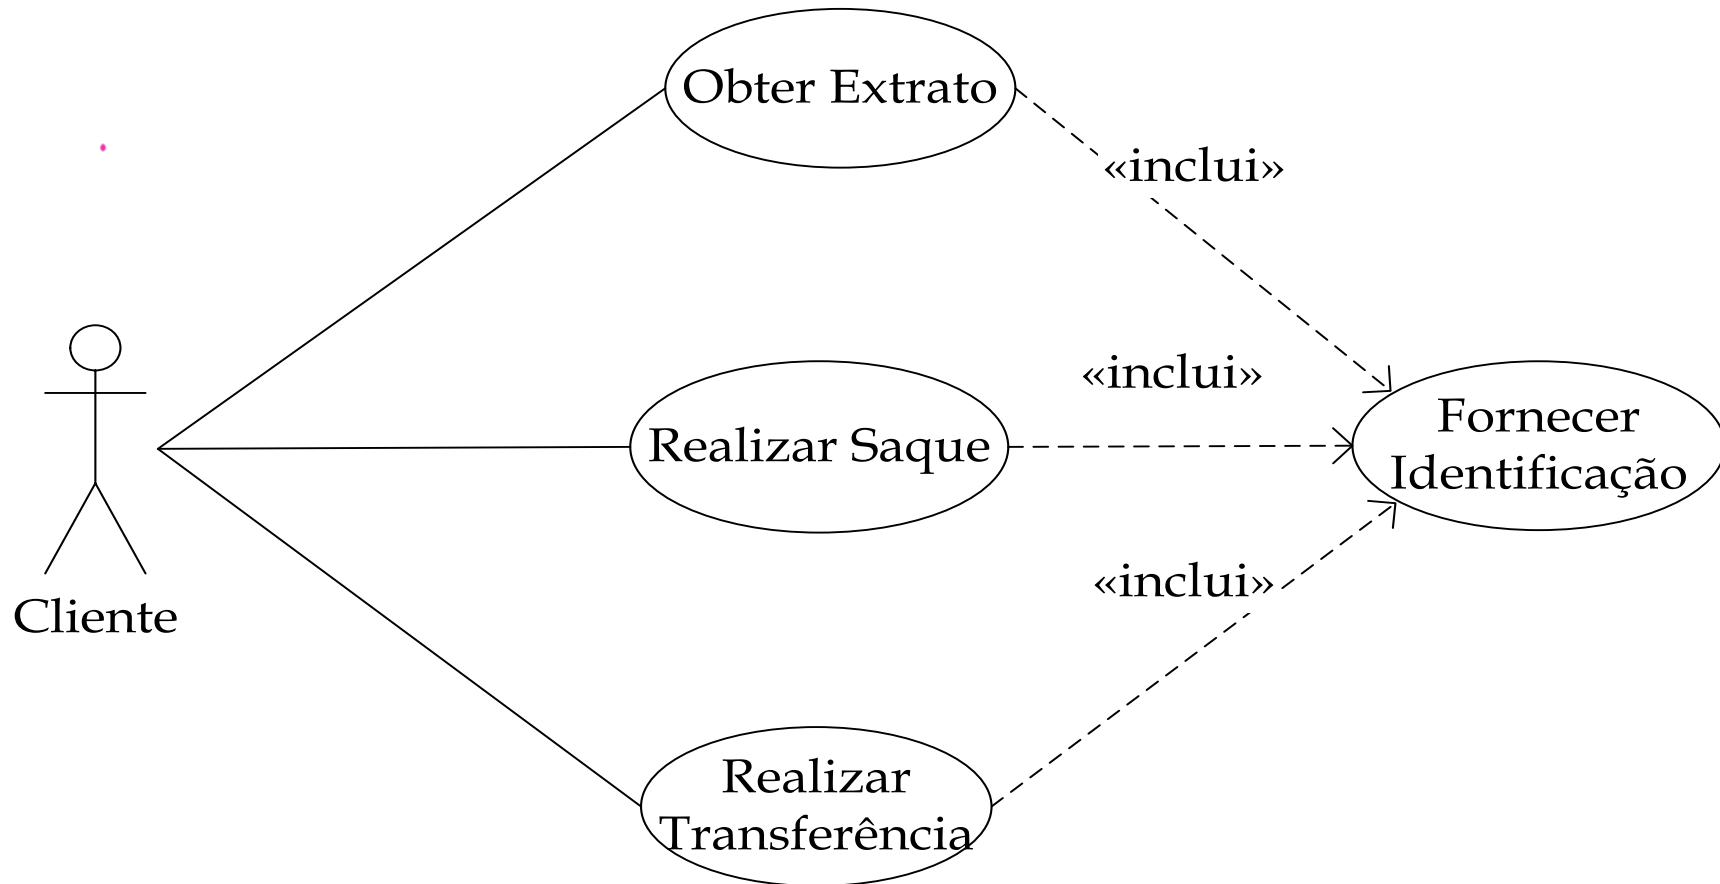 Obter Extrato
«inclui»
«inclui»
Realizar Saque
Fornecer
Identificação
«inclui»
Cliente
Realizar
Transferência